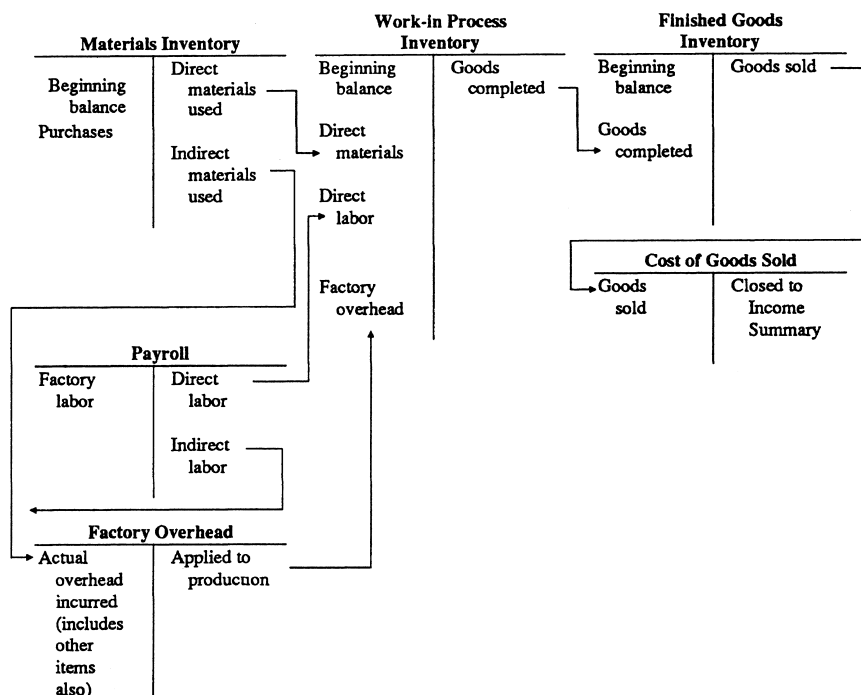 Materials Inventory
Beginning
balance
Purchases
Direct
materials
used
Indirect
materials
used
Work-in Process
Inventory
Beginning
balance
Direct
materials
Direct
labor
Factory
overhead
Goods
completed
Finished Goods
Inventory
Beginning
balance
Goods
completed
Goods sold
Cost of Goods Sold
Goods
sold
Closed to
Income
Summary
Payroll
Factory
labor
Direct
labor
Indirect
labor
Factory Overhead
Actual
overhead
incurred
(includes
other
items
also)
Applied to
production